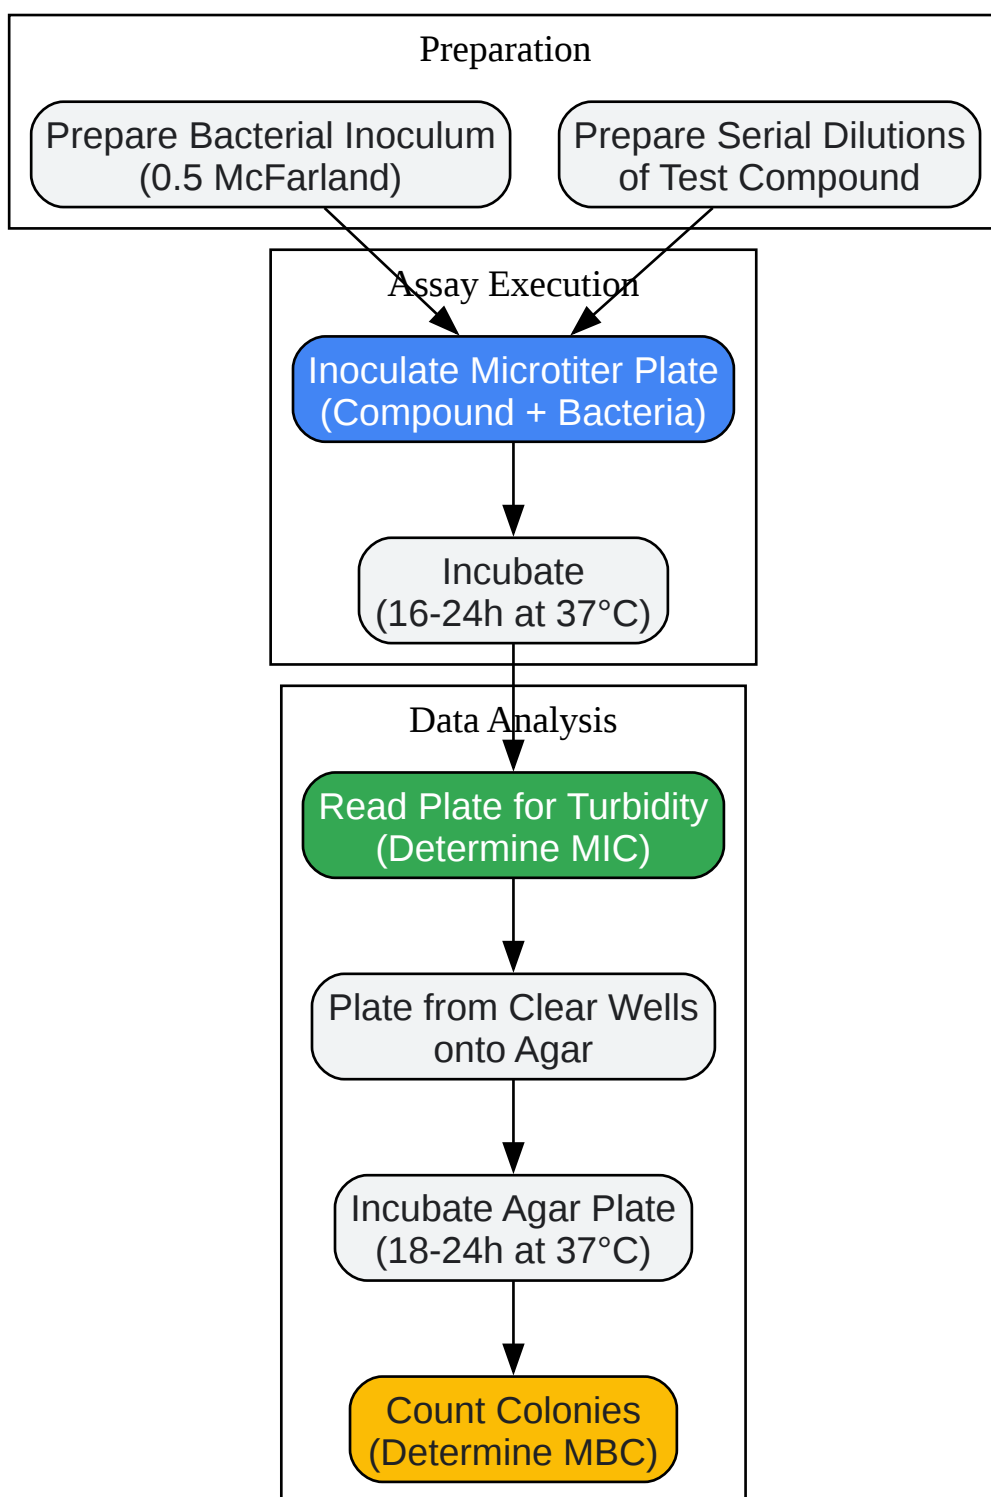 Preparation
Prepare Bacterial Inoculum
(0.5 McFarland)
Prepare Serial Dilutions
of Test Compound
Assay Execution
Inoculate Microtiter Plate
(Compound + Bacteria)
Incubate
(16-24h at 37°C)
Data Analysis
Read Plate for Turbidity
(Determine MIC)
Plate from Clear Wells
onto Agar
Incubate Agar Plate
(18-24h at 37°C)
Count Colonies
(Determine MBC)